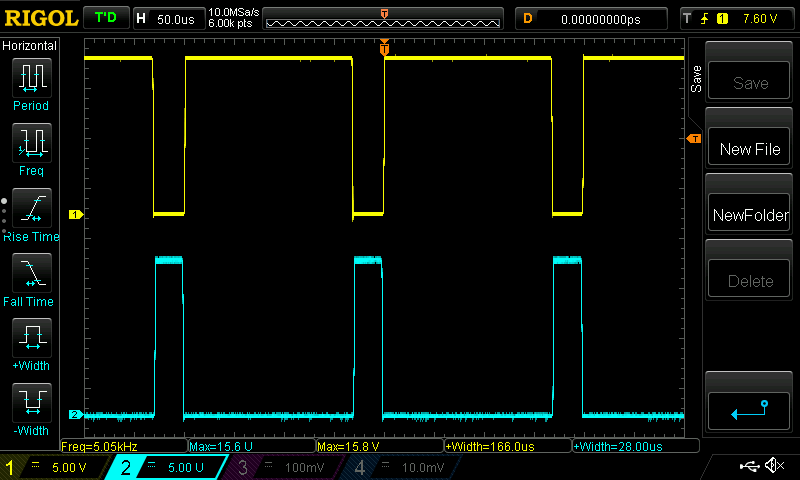 RIGOL T'D H 50.0us 10.0MSa/s 6.00k pts T D 0.00000000ps T 1 7.60 V
Horizontal
Period
Freq
Rise Time
Fall Time
+Width
-Width
T
T
1
2
Save
Save
New File
NewFolder
Delete
Freq=5.05kHz Max=15.6 U Max=15.8 V +Width=166.0us +Width=28.00us
1 5.00 V 2 5.00 U 3 100mV 4 10.0mV